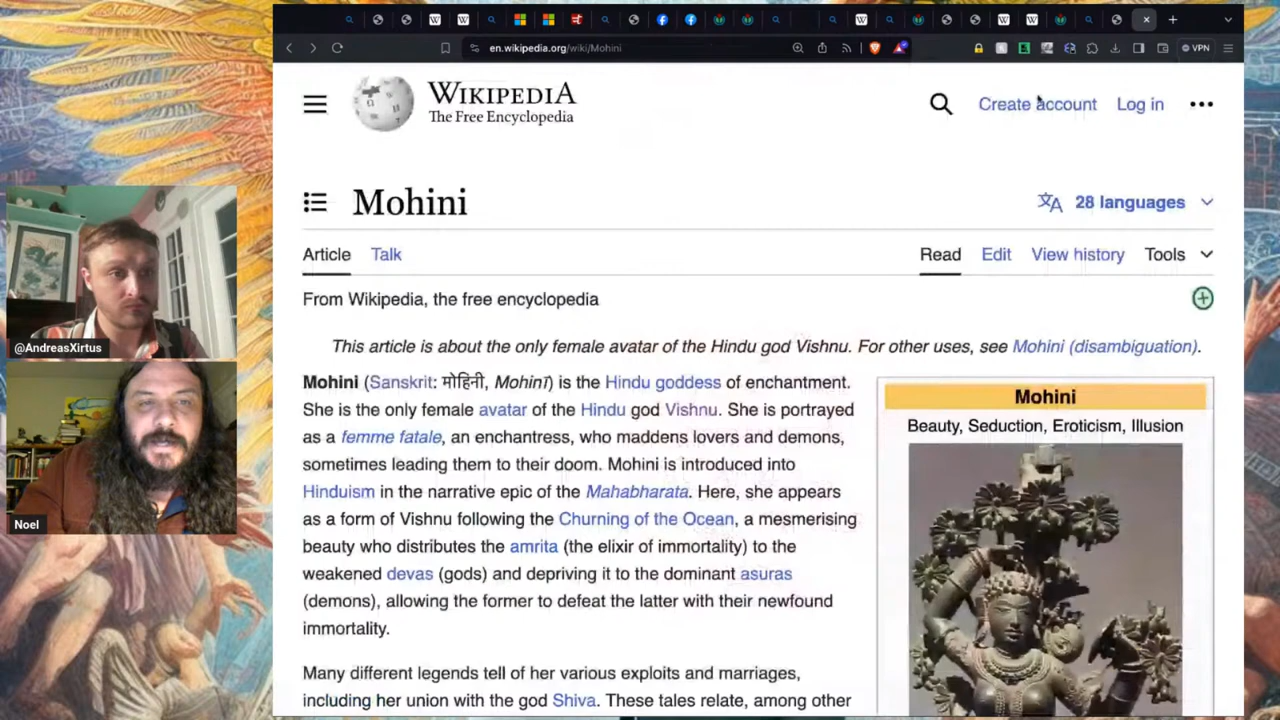 en.wikipedia.org/wiki/Mohini
VPN
WIKIPEDIA
The Free Encyclopedia
Create account
Log in
Mohini
28 languages
Article
Talk
Read
Edit
View history
Tools
From Wikipedia, the free encyclopedia
This article is about the only female avatar of the Hindu god Vishnu. For other uses, see Mohini (disambiguation).
Mohini (Sanskrit: मोहिनी, Mohinī) is the Hindu goddess of enchantment.
She is the only female avatar of the Hindu god Vishnu. She is portrayed
as a femme fatale, an enchantress, who maddens lovers and demons,
sometimes leading them to their doom. Mohini is introduced into
Hinduism in the narrative epic of the Mahabharata. Here, she appears
as a form of Vishnu following the Churning of the Ocean, a mesmerising
beauty who distributes the amrita (the elixir of immortality) to the
weakened devas (gods) and depriving it to the dominant asuras
(demons), allowing the former to defeat the latter with their newfound
immortality.
Many different legends tell of her various exploits and marriages,
including her union with the god Shiva. These tales relate, among other
Mohini
Beauty, Seduction, Eroticism, Illusion
@AndreasXirtus
Noel